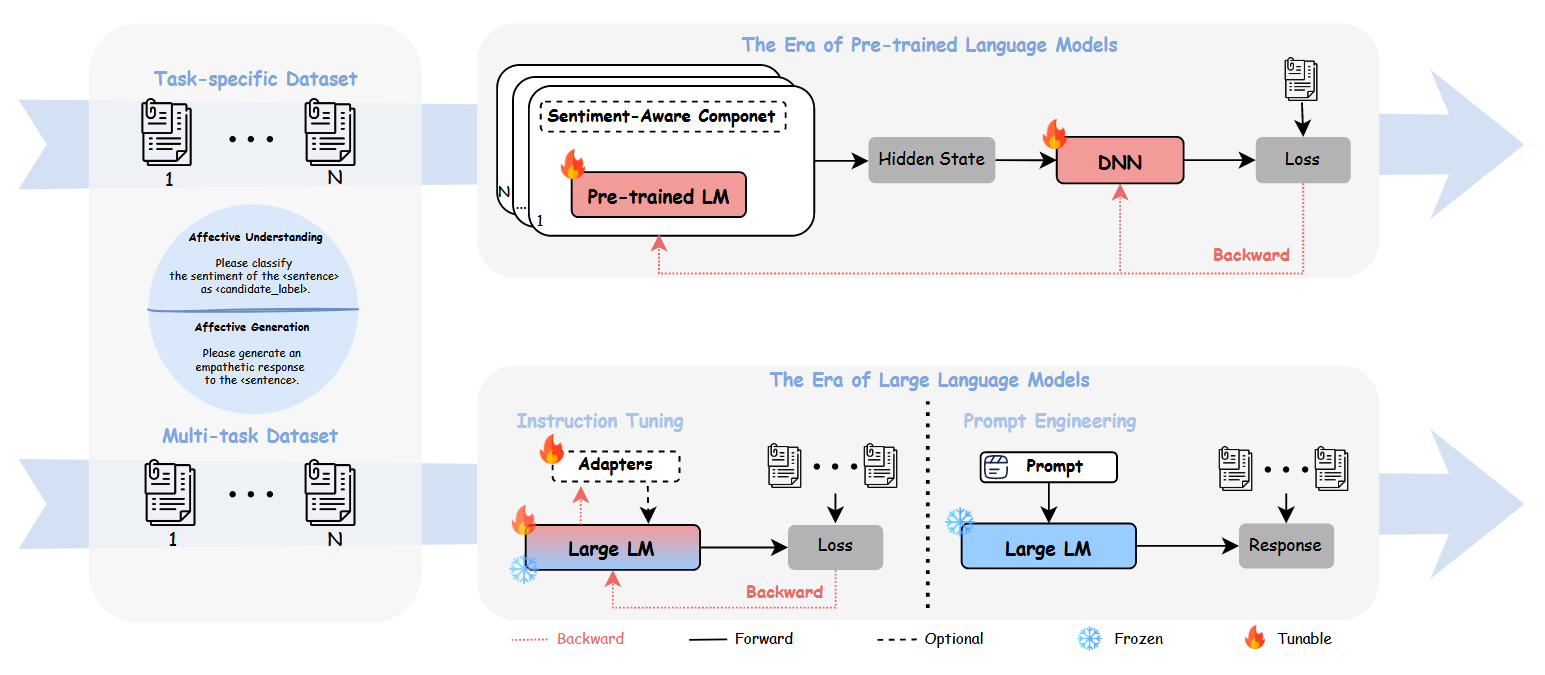 The Era of Pre-trained Language Models
Task-specific Dataset
1
N
Sentiment-Aware Componet
Pre-trained LM
N
...
1
Hidden State
DNN
Loss
Backward
Affective Understanding
Please classify
the sentiment of the <sentence>
as <candidate_label>.
Affective Generation
Please generate an
empathetic response
to the <sentence>.
Multi-task Dataset
1
N
The Era of Large Language Models
Instruction Tuning
Adapters
Large LM
Loss
Backward
Prompt Engineering
Prompt
Large LM
Response
Backward
Forward
Optional
Frozen
Tunable